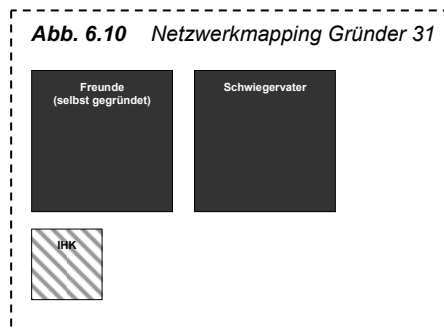 Abb. 6.10 Netzwerkmapping Gründer 31
Freunde
(selbst gegründet)
Schwiegervater
IHK